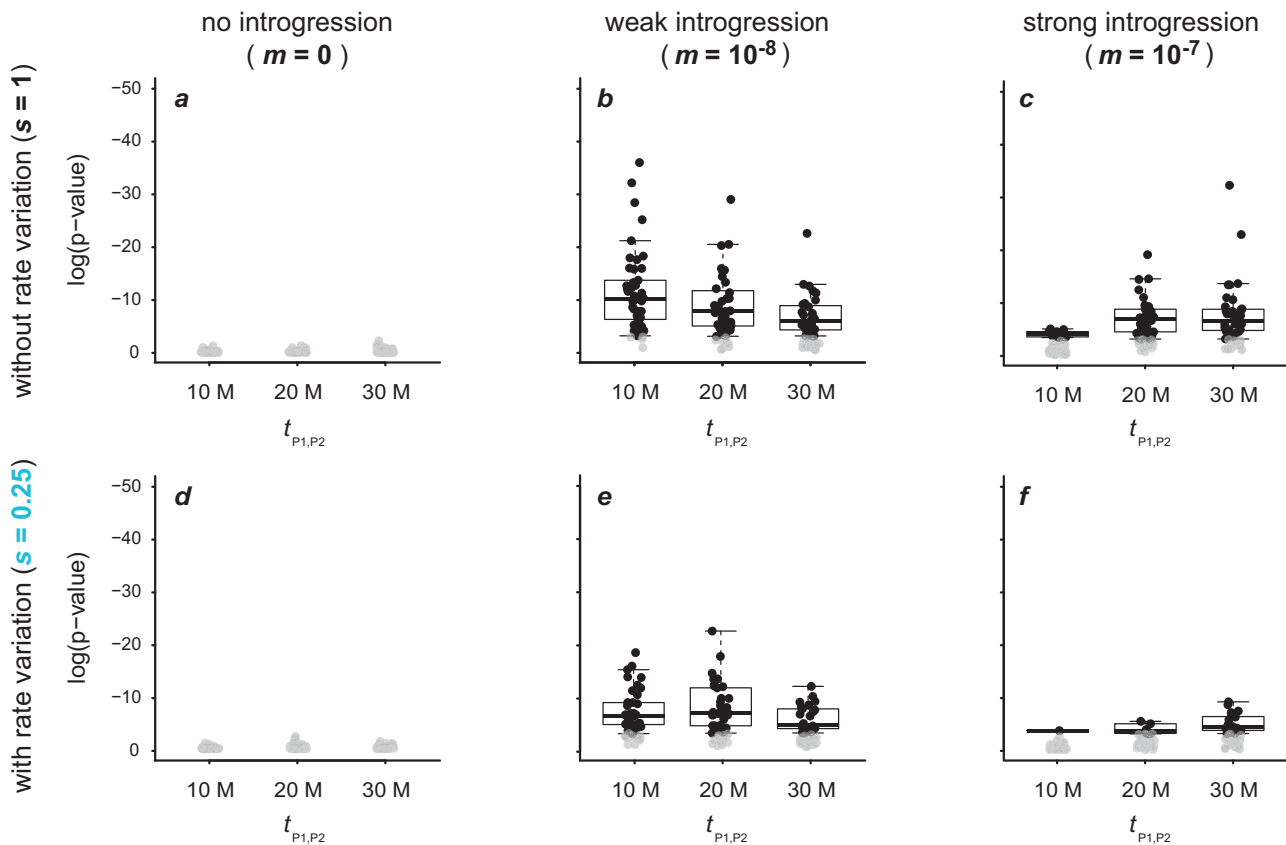 no introgression
( m = 0 )
weak introgression
( m = 10-8 )
strong introgression
( m = 10-7 )
without rate variation (s = 1)
log(p−value)
a
−50
−40
−30
−20
−10
0
10 M 20 M 30 M
tP1,P2
b
10 M 20 M 30 M
tP1,P2
c
10 M 20 M 30 M
tP1,P2
with rate variation (s = 0.25)
log(p−value)
d
−50
−40
−30
−20
−10
0
10 M 20 M 30 M
tP1,P2
e
10 M 20 M 30 M
tP1,P2
f
10 M 20 M 30 M
tP1,P2